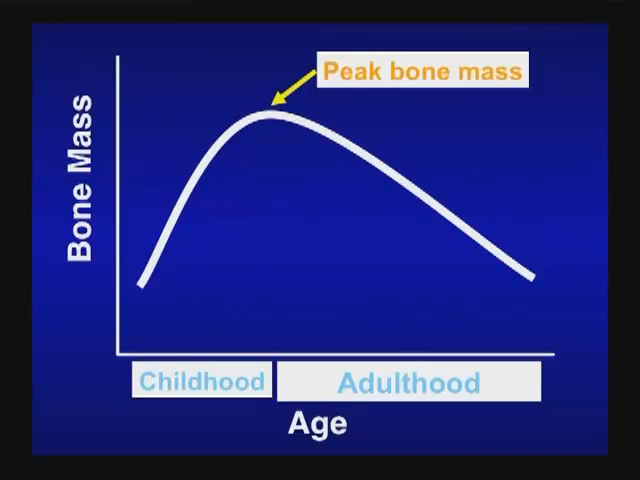 Peak bone mass
Bone Mass
Childhood
Adulthood
Age